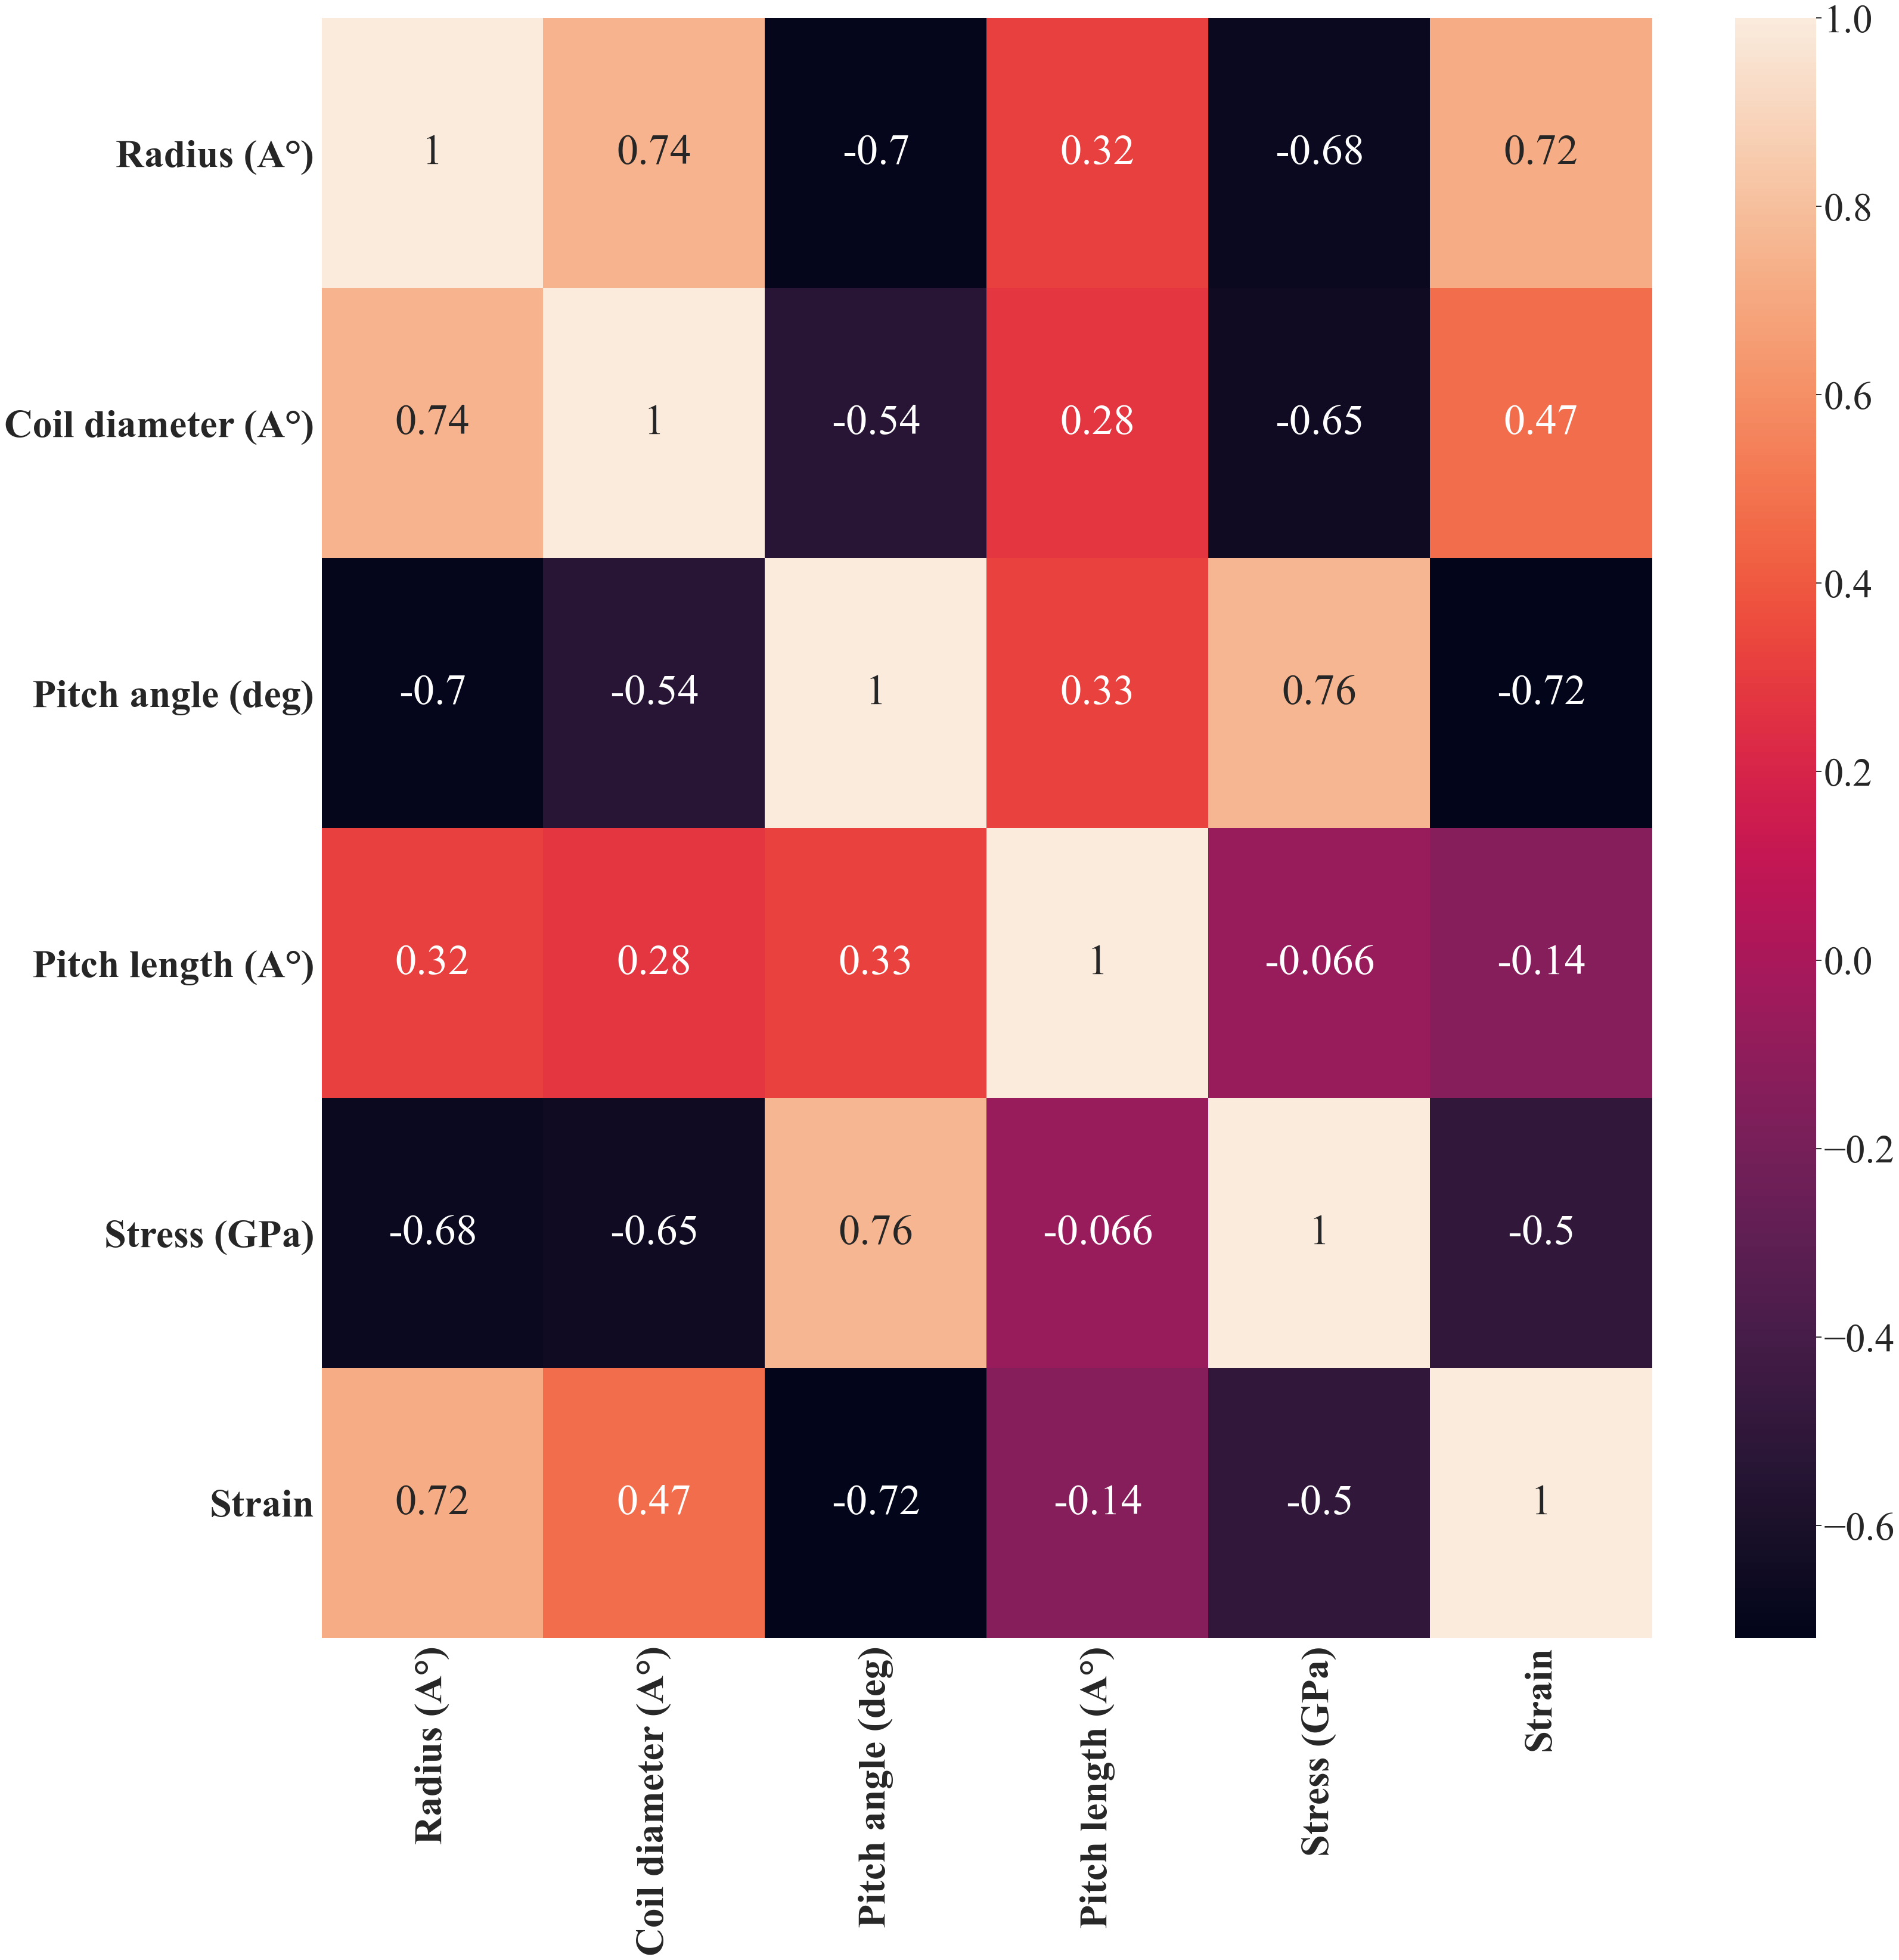 Radius (A°) 1 0.74 -0.7 0.32 -0.68 0.72
Coil diameter (A°) 0.74 1 -0.54 0.28 -0.65 0.47
Pitch angle (deg) -0.7 -0.54 1 0.33 0.76 -0.72
Pitch length (A°) 0.32 0.28 0.33 1 -0.066 -0.14
Stress (GPa) -0.68 -0.65 0.76 -0.066 1 -0.5
Strain 0.72 0.47 -0.72 -0.14 -0.5 1
Radius (A°)
Coil diameter (A°)
Pitch angle (deg)
Pitch length (A°)
Stress (GPa)
Strain
1.0
0.8
0.6
0.4
0.2
0.0
−0.2
−0.4
−0.6